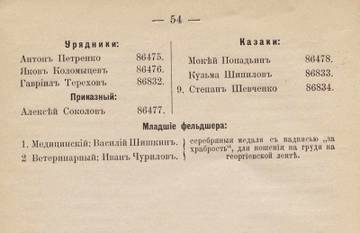 — 54 —
Урядники:
Антонъ Петренко 86475.
Яковъ Коломыцевъ 86476.
Гавріилъ Тереховъ 86832.
Приказный:
Алексѣй Соколовъ 86477.
Казаки:
Мокѣй Попадьинъ 86478.
Кузьма Шипиловъ 86833.
9. Степанъ Шевченко 86834.
Младшіе фельдшера:
1. Медицинскій; Василій Шишкинъ.
2 Ветеринарный; Иванъ Чуриловъ.
серебряныя медали съ надписью „за
храбрость“, для ношенія на груди на
георгіевской лентѣ.